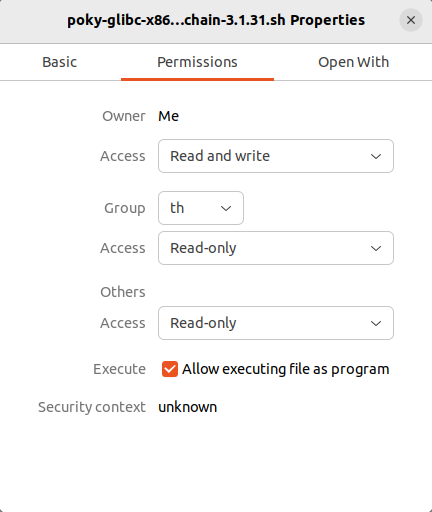 poky-glibc-x86…chain-3.1.31.sh Properties
Basic Permissions Open With
Owner Me
Access Read and write
Group th
Access Read-only
Others
Access Read-only
Execute Allow executing file as program
Security context unknown